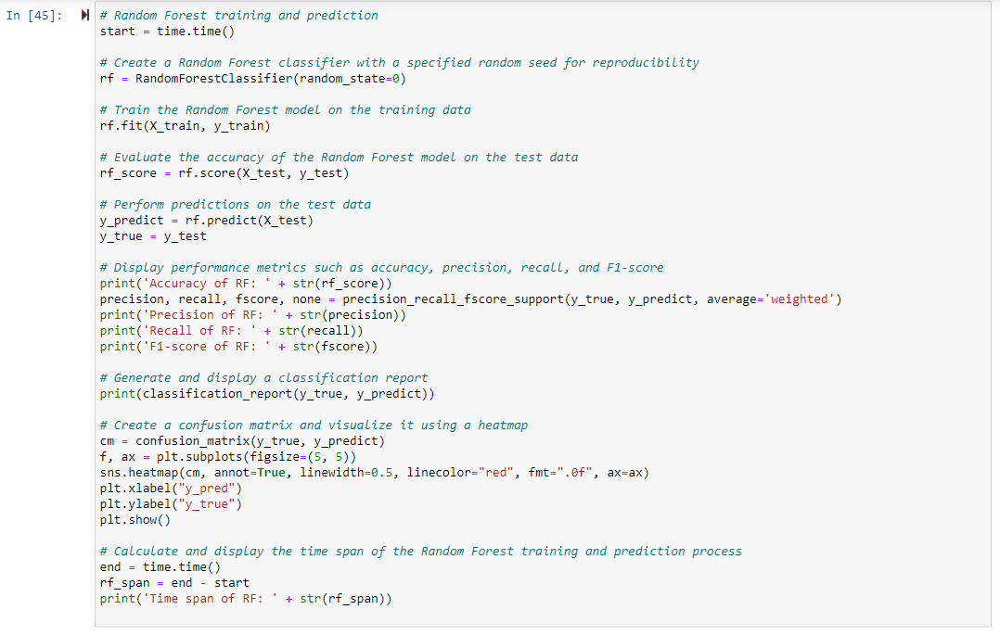 In [45]:
# Random Forest training and prediction
start = time.time()
# Create a Random Forest classifier with a specified random seed for reproducibility
rf = RandomForestClassifier(random_state=0)
# Train the Random Forest model on the training data
rf.fit(X_train, y_train)
# Evaluate the accuracy of the Random Forest model on the test data
rf_score = rf.score(X_test, y_test)
# Perform predictions on the test data
y_predict = rf.predict(X_test)
y_true = y_test
# Display performance metrics such as accuracy, precision, recall, and F1-score
print('Accuracy of RF: ' + str(rf_score))
precision, recall, fscore, none = precision_recall_fscore_support(y_true, y_predict, average='weighted')
print('Precision of RF: ' + str(precision))
print('Recall of RF: ' + str(recall))
print('F1-score of RF: ' + str(fscore))
# Generate and display a classification report
print(classification_report(y_true, y_predict))
# Create a confusion matrix and visualize it using a heatmap
cm = confusion_matrix(y_true, y_predict)
f, ax = plt.subplots(figsize=(5, 5))
sns.heatmap(cm, annot=True, linewidth=0.5, linecolor="red", fmt=".0f", ax=ax)
plt.xlabel("y_pred")
plt.ylabel("y_true")
plt.show()
# Calculate and display the time span of the Random Forest training and prediction process
end = time.time()
rf_span = end - start
print('Time span of RF: ' + str(rf_span))